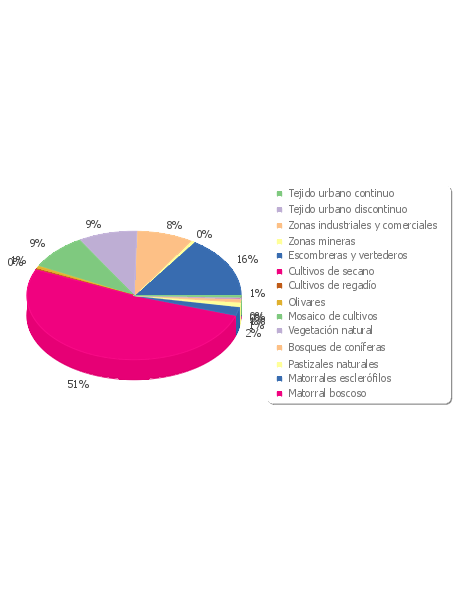 Tejido urbano continuo
Tejido urbano discontinuo
Zonas industriales y comerciales
Zonas mineras
Escombreras y vertederos
Cultivos de secano
Cultivos de regadío
Olivares
Mosaico de cultivos
Vegetación natural
Bosques de coníferas
Pastizales naturales
Matorrales esclerófilos
Matorral boscoso
9%
8%
0%
9%
16%
0%
1%
2%
51%